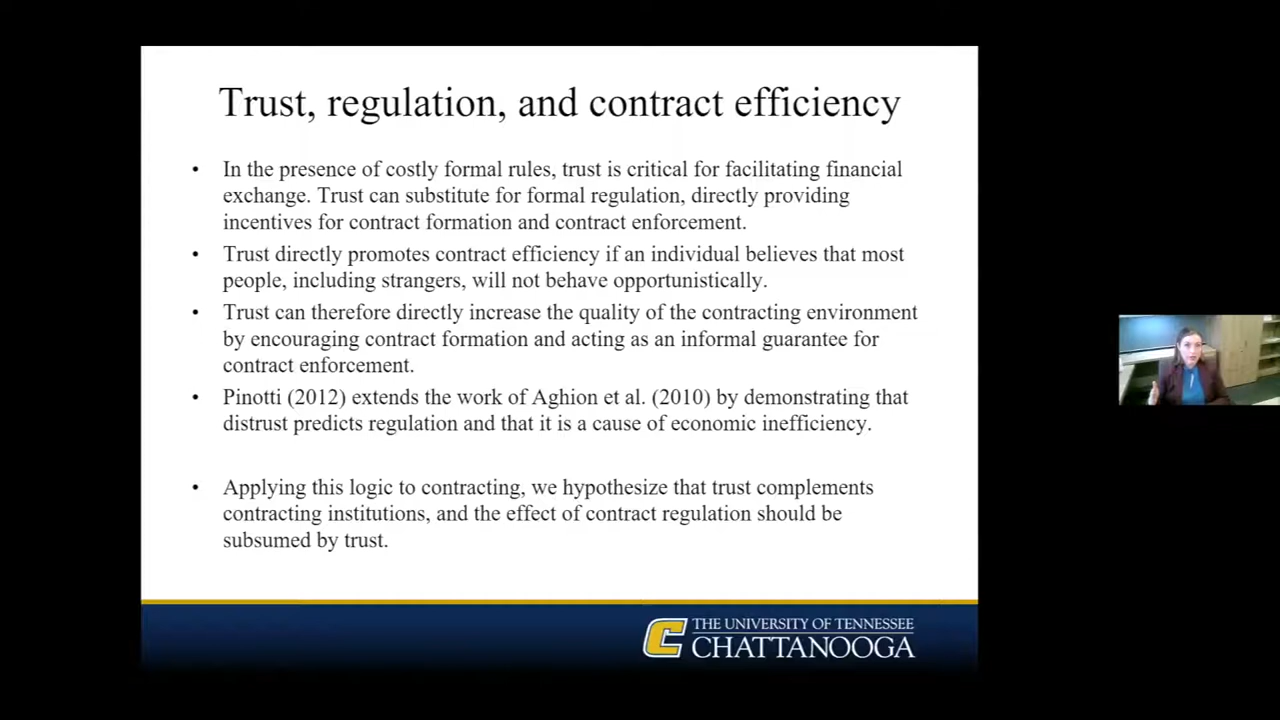 Trust, regulation, and contract efficiency
• In the presence of costly formal rules, trust is critical for facilitating financial
exchange. Trust can substitute for formal regulation, directly providing
incentives for contract formation and contract enforcement.
• Trust directly promotes contract efficiency if an individual believes that most
people, including strangers, will not behave opportunistically.
• Trust can therefore directly increase the quality of the contracting environment
by encouraging contract formation and acting as an informal guarantee for
contract enforcement.
• Pinotti (2012) extends the work of Aghion et al. (2010) by demonstrating that
distrust predicts regulation and that it is a cause of economic inefficiency.
• Applying this logic to contracting, we hypothesize that trust complements
contracting institutions, and the effect of contract regulation should be
subsumed by trust.
C THE UNIVERSITY OF TENNESSEE
CHATTANOOGA